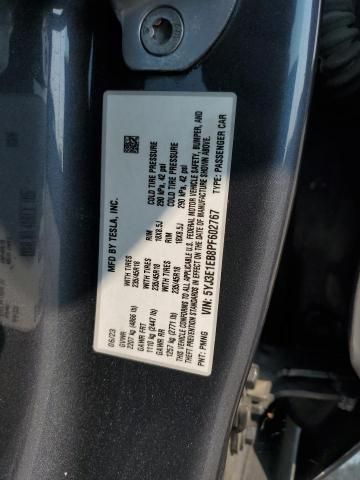 MFD BY TESLA, INC.
06/23
GVWR
2207 kg (4866 lb)
GAWR FRT WITH TIRES RIM COLD TIRE PRESSURE
1110 kg (2447 lb) 235/45R18 18X8.5J 290 kPa, 42 psi
GAWR RR WITH TIRES RIM COLD TIRE PRESSURE
1257 kg (2771 lb) 235/45R18 18X8.5J 290 kPa, 42 psi
THIS VEHICLE CONFORMS TO ALL APPLICABLE U.S. FEDERAL MOTOR VEHICLE SAFETY, BUMPER, AND
THEFT PREVENTION STANDARDS IN EFFECT ON THE DATE OF MANUFACTURE SHOWN ABOVE.
VIN: 5YJ3E1EB8PF602767 TYPE: PASSENGER CAR
PNT: PMNG